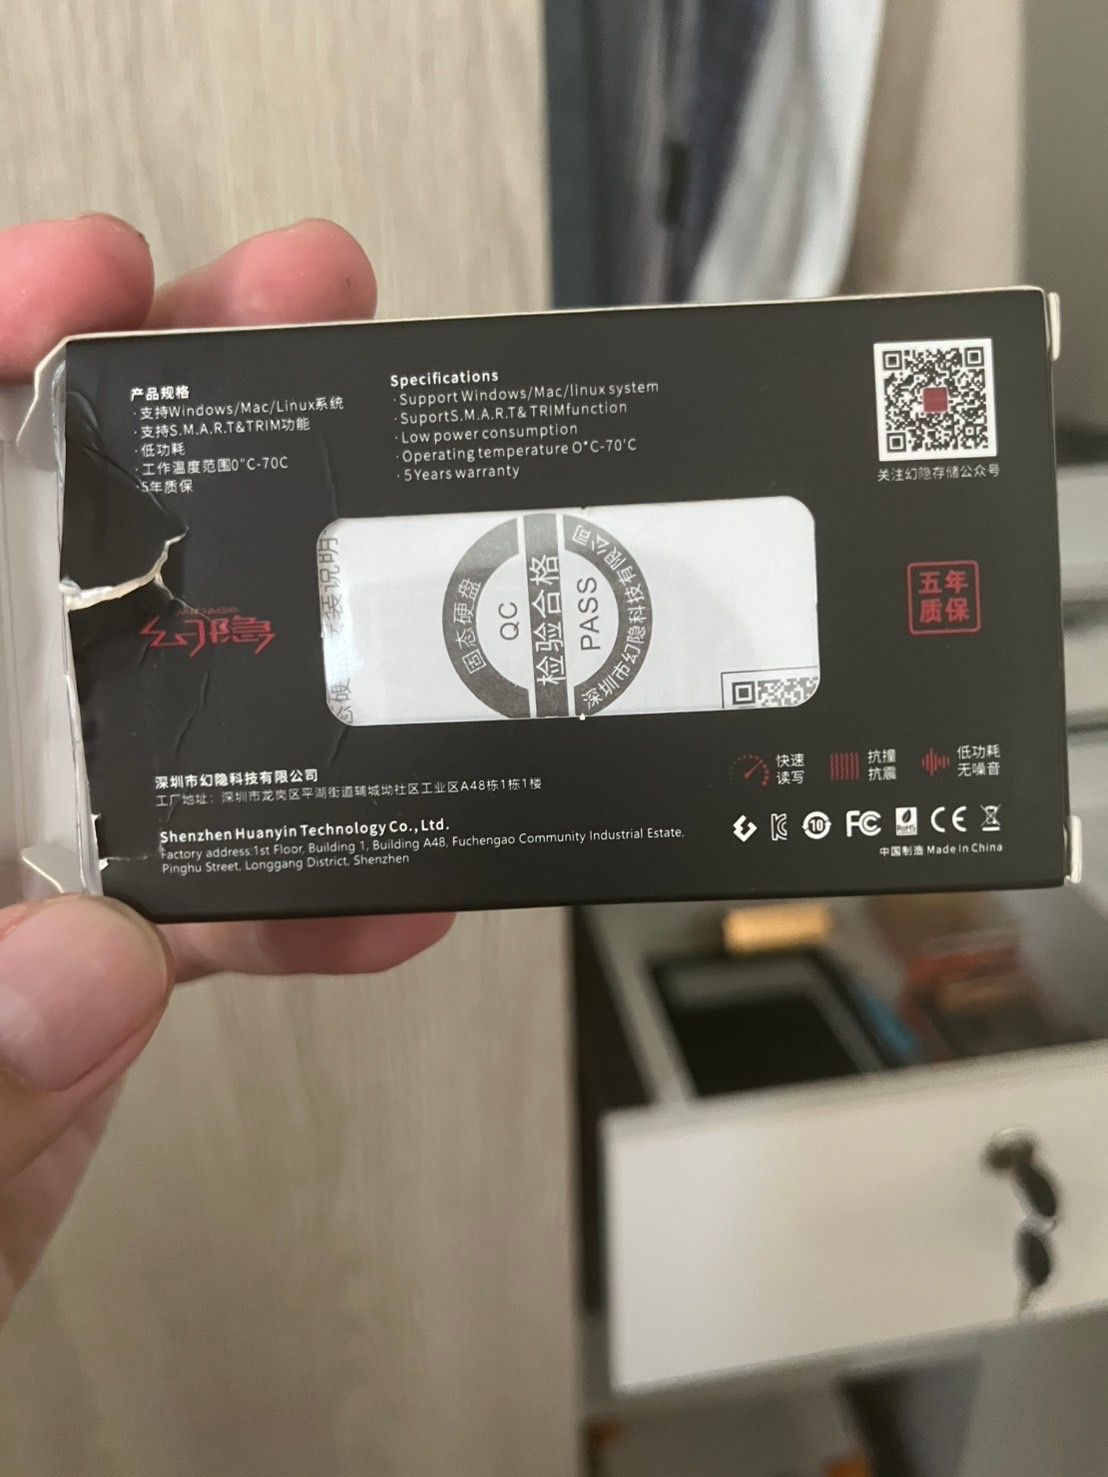 产品规格
·支持Windows/Mac/Linux系统
·支持S.M.A.R.T&TRIM功能
·低功耗
·工作温度范围0"C-70C
·5年质保
Specifications
·Support Windows/Mac/linux system
·SuportS.M.A.R.T& TRIMfunction
·Low power consumption
·Operating temperature O°C-70'C
·5Years warranty
关注幻隐存储公众号
幻隐
装说明
固态硬盘
QC
检验合格
PASS
深圳市幻隐科技有限公司
五年
质保
深圳市幻隐科技有限公司
工厂地址：深圳市龙岗区平湖街道辅城坳社区工业区A48栋1栋1楼
Shenzhen Huanyin Technology Co., Ltd.
Factory address:1st Floor, Building 1, Building A48, Fuchengao Community Industrial Estate,
Pinghu Street, Longgang District, Shenzhen
快速
读写
抗撞
抗震
低功耗
无噪音
10
FC
RoHS
CE
中国制造 Made in China